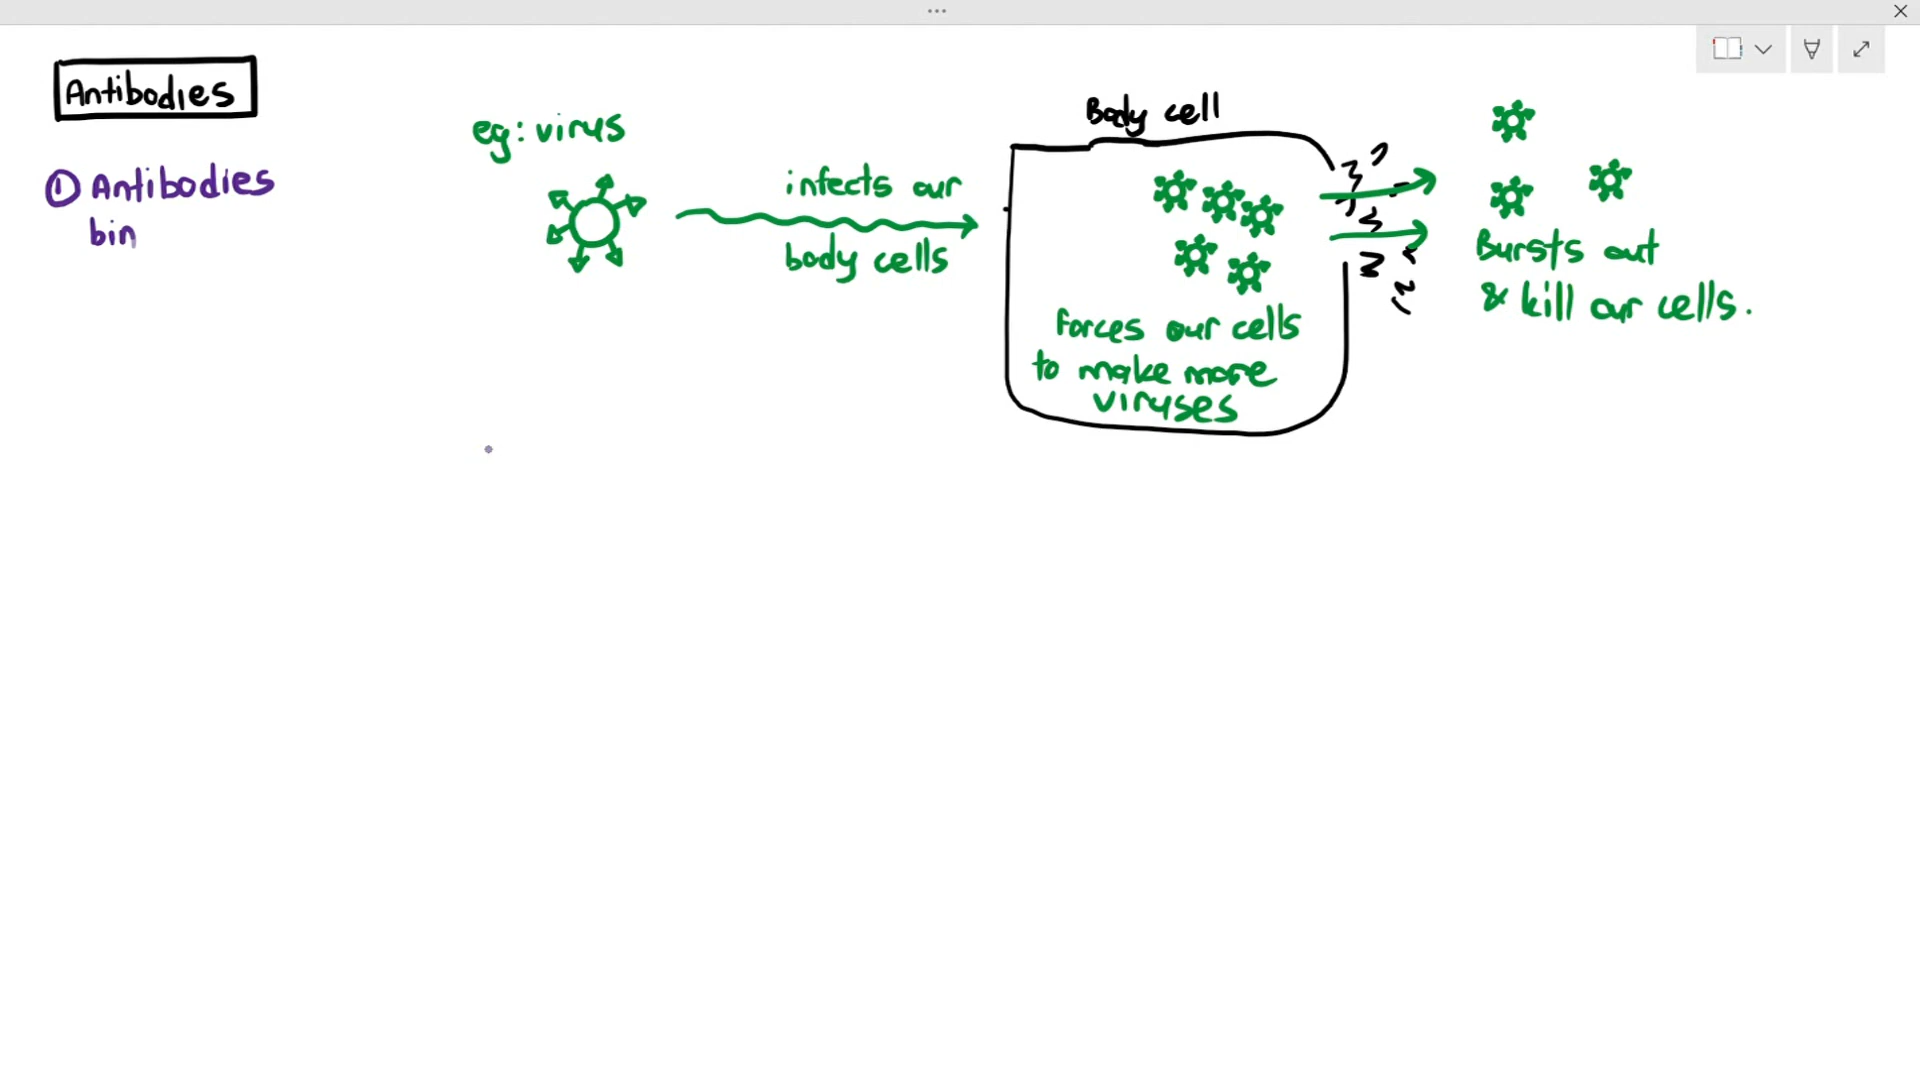 Antibodies
① Antibodies
bin
eg: virus
infects our
body cells
Body cell
Forces our cells
to make more
viruses
Bursts out
& kill our cells.